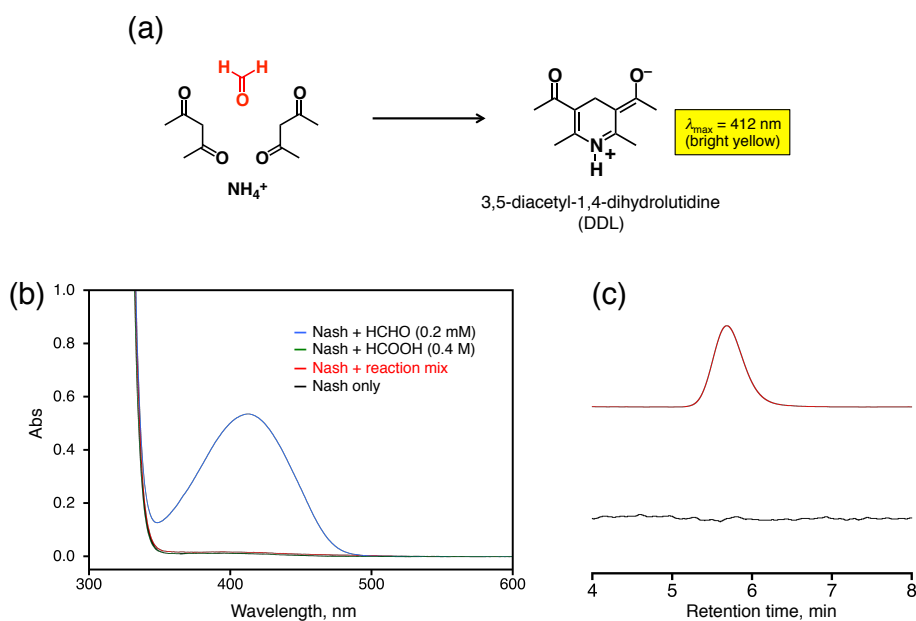 (a)
H H
O
O
O
O
O
NH₄⁺
O
O⁻
N
+
H
λmax = 412 nm
(bright yellow)
3,5-diacetyl-1,4-dihydrolutidine
(DDL)
(b)
1.0
0.8
0.6
0.4
0.2
0.0
Abs
Nash + HCHO (0.2 mM)
Nash + HCOOH (0.4 M)
Nash + reaction mix
Nash only
300 400 500 600
Wavelength, nm
(c)
4 5 6 7 8
Retention time, min